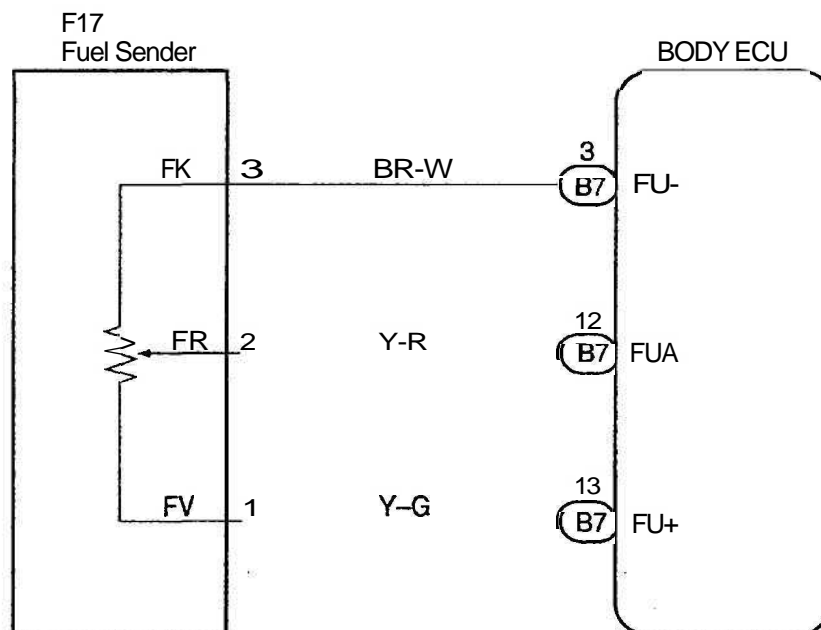 F17
Fuel Sender
BODY ECU
FK 3 BR-W 3 B7 FU-
FR 2 Y-R 12 B7 FUA
FV 1 Y-G 13 B7 FU+